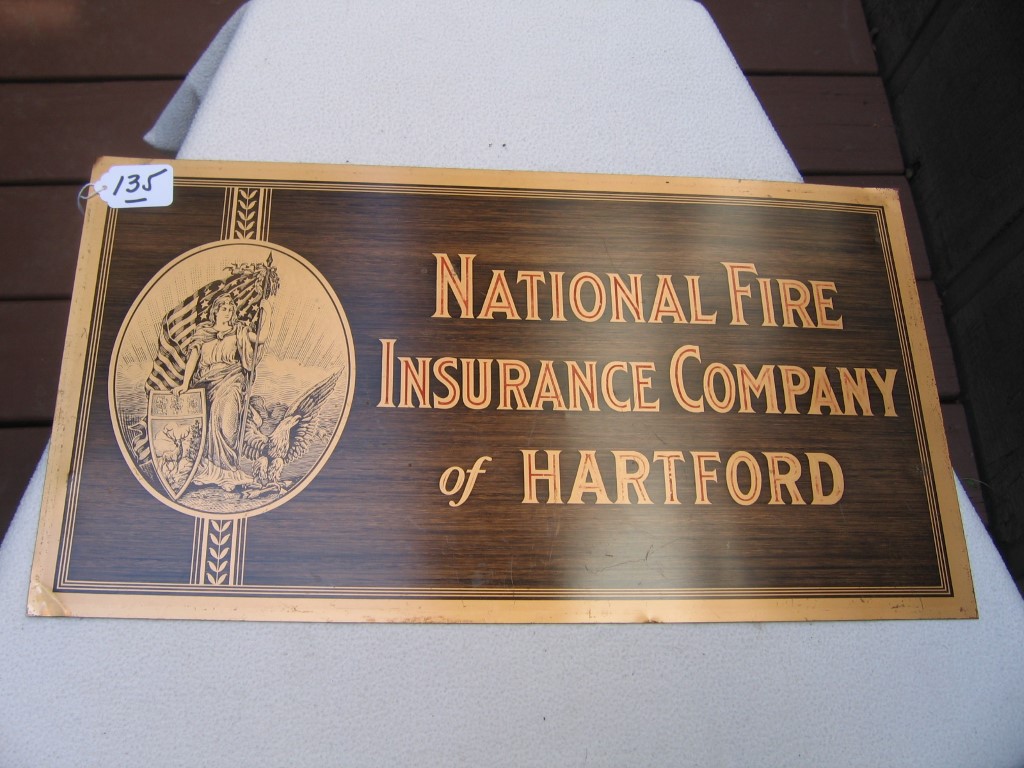 135
NATIONAL FIRE
INSURANCE COMPANY
of HARTFORD